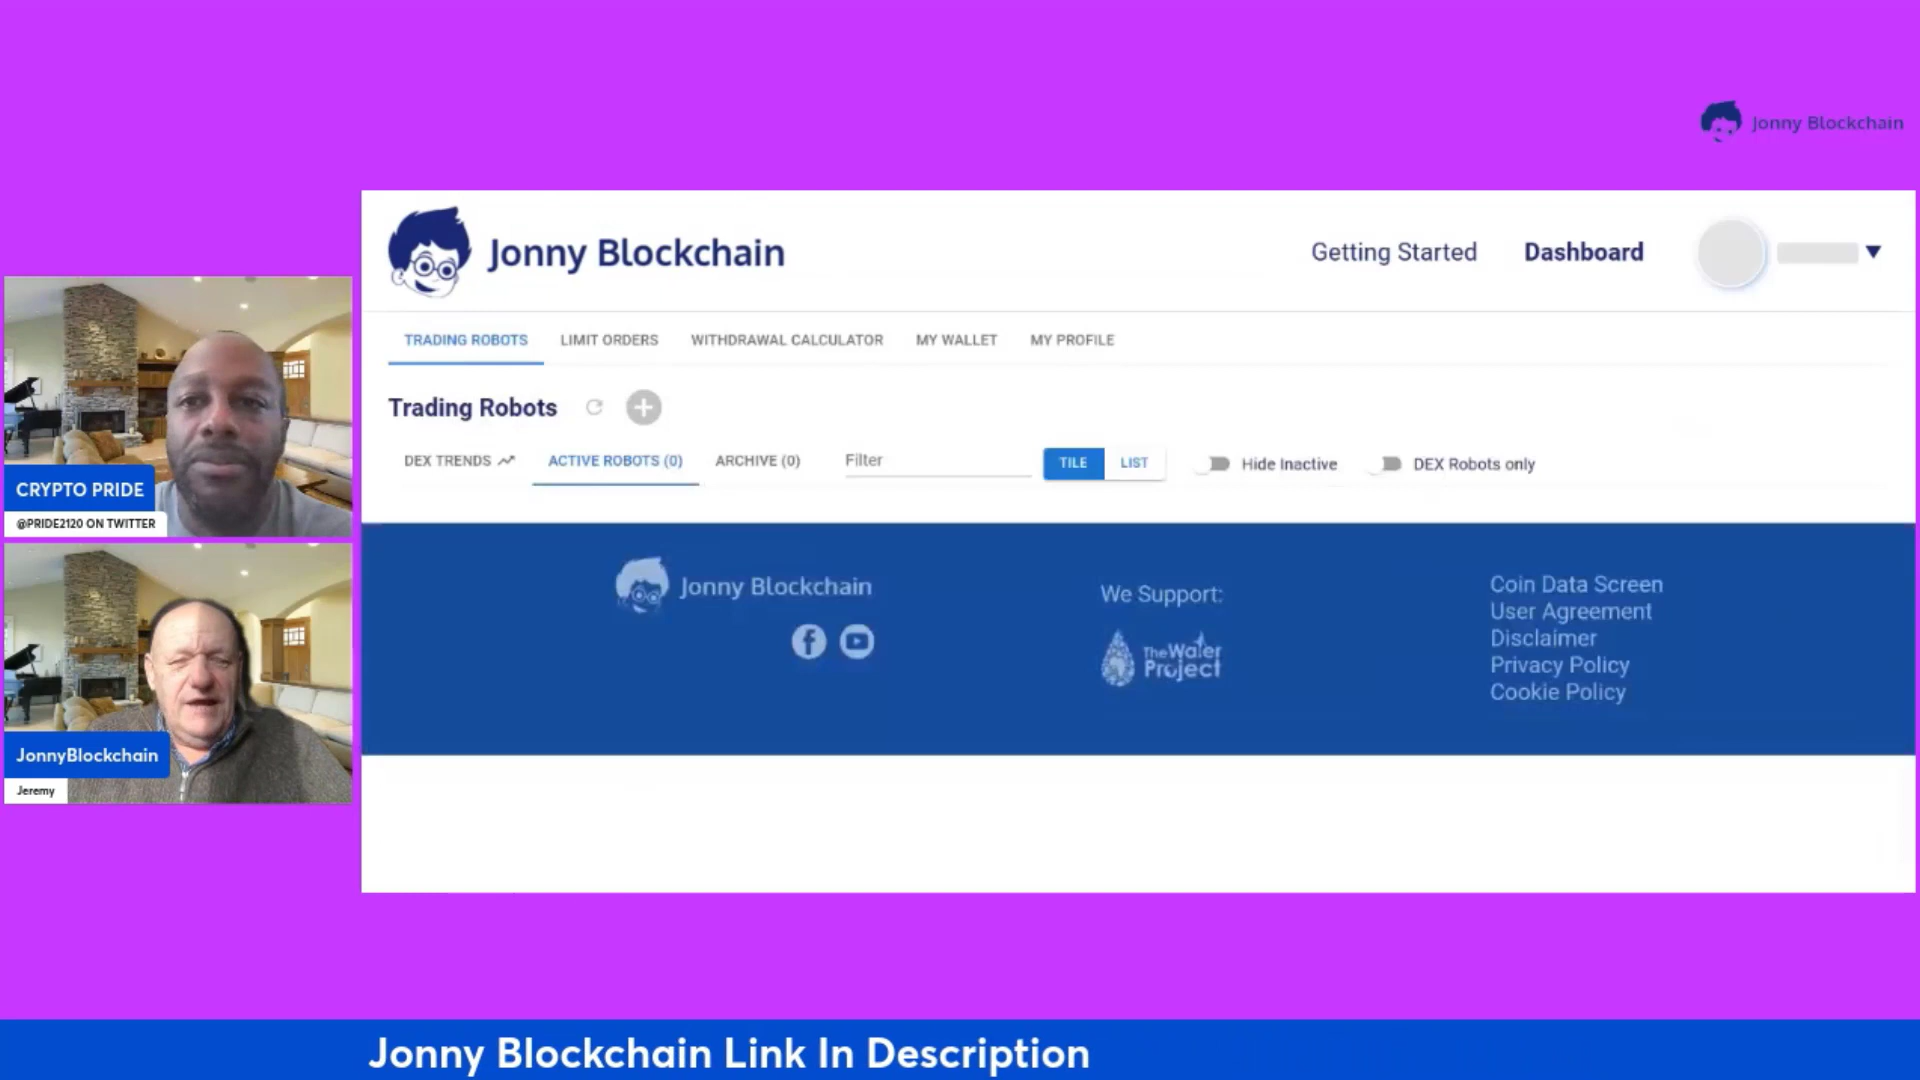 Jonny Blockchain
Jonny Blockchain
Getting Started
Dashboard
TRADING ROBOTS
LIMIT ORDERS
WITHDRAWAL CALCULATOR
MY WALLET
MY PROFILE
Trading Robots
DEX TRENDS
ACTIVE ROBOTS (0)
ARCHIVE (0)
Filter
TILE
LIST
Hide Inactive
DEX Robots only
CRYPTO PRIDE
@PRIDE2120 ON TWITTER
JonnyBlockchain
Jeremy
Jonny Blockchain
We Support:
The Water
Project
Coin Data Screen
User Agreement
Disclaimer
Privacy Policy
Cookie Policy
Jonny Blockchain Link In Description